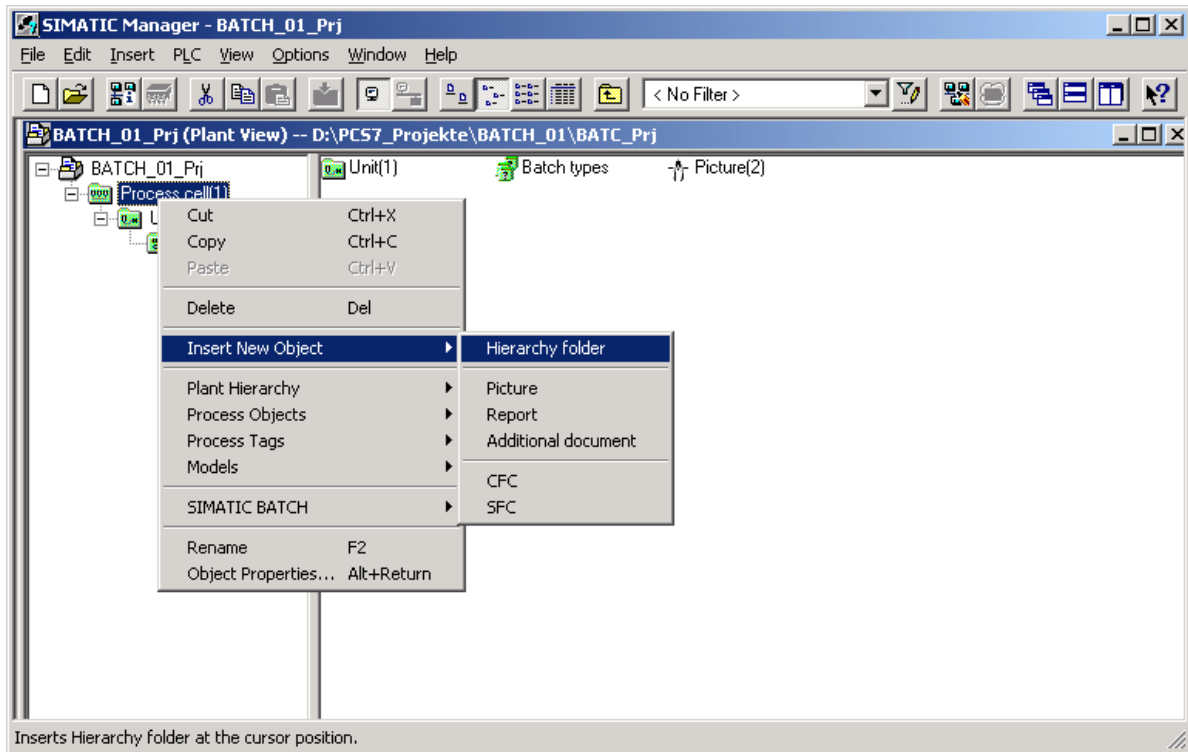 SIMATIC Manager - BATCH_01_Prj
File Edit Insert PLC View Options Window Help
< No Filter >
BATCH_01_Prj (Plant View) -- D:\PCS7_Projekte\BATCH_01\BATC_Prj
BATCH_01_Prj
Process cell(1)
U
Unit(1) Batch types Picture(2)
Cut Ctrl+X
Copy Ctrl+C
Paste Ctrl+V
Delete Del
Insert New Object
Plant Hierarchy
Process Objects
Process Tags
Models
SIMATIC BATCH
Rename F2
Object Properties... Alt+Return
Hierarchy folder
Picture
Report
Additional document
CFC
SFC
Inserts Hierarchy folder at the cursor position.